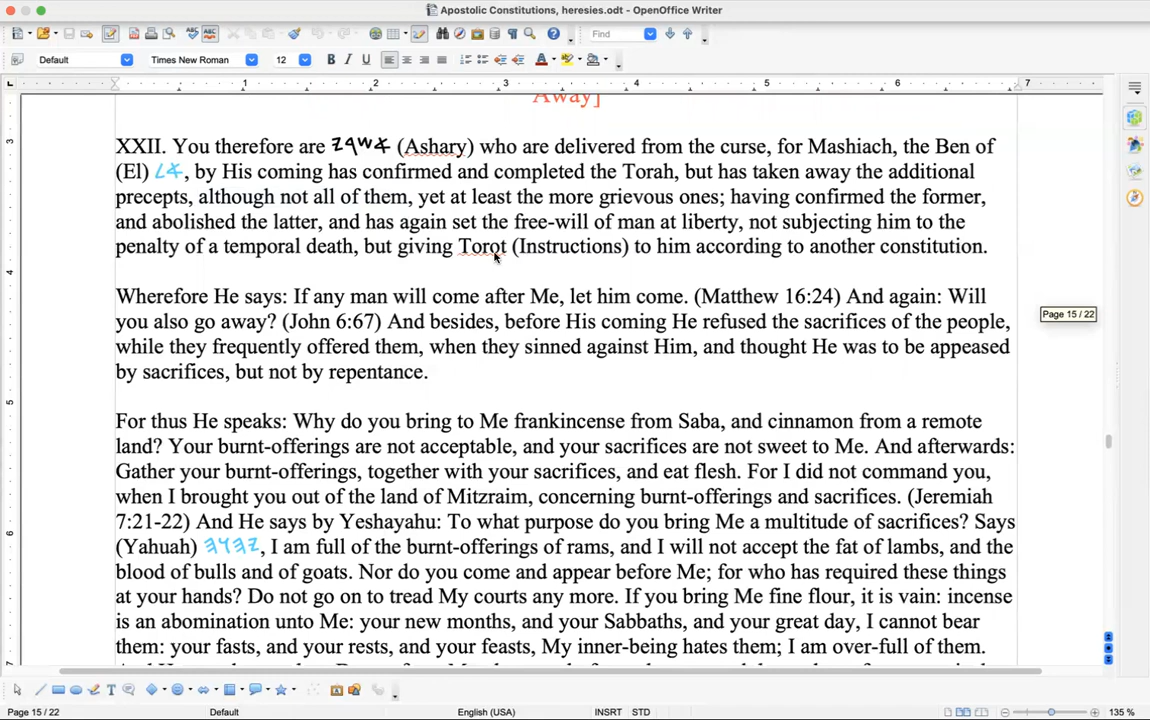 Apostolic Constitutions, heresies.odt - OpenOffice Writer
Find
Default Times New Roman 12 B I U
1 2 3 4 5 6 7
Away]
XXII. You therefore are 𐤀𐤔𐤓𐤉 (Ashary) who are delivered from the curse, for Mashiach, the Ben of
(El) 𐤀𐤋, by His coming has confirmed and completed the Torah, but has taken away the additional
precepts, although not all of them, yet at least the more grievous ones; having confirmed the former,
and abolished the latter, and has again set the free-will of man at liberty, not subjecting him to the
penalty of a temporal death, but giving Torot (Instructions) to him according to another constitution.
Wherefore He says: If any man will come after Me, let him come. (Matthew 16:24) And again: Will
you also go away? (John 6:67) And besides, before His coming He refused the sacrifices of the people,
while they frequently offered them, when they sinned against Him, and thought He was to be appeased
by sacrifices, but not by repentance.
For thus He speaks: Why do you bring to Me frankincense from Saba, and cinnamon from a remote
land? Your burnt-offerings are not acceptable, and your sacrifices are not sweet to Me. And afterwards:
Gather your burnt-offerings, together with your sacrifices, and eat flesh. For I did not command you,
when I brought you out of the land of Mitzraim, concerning burnt-offerings and sacrifices. (Jeremiah
7:21-22) And He says by Yeshayahu: To what purpose do you bring Me a multitude of sacrifices? Says
(Yahuah) 𐤉𐤄𐤅𐤄, I am full of the burnt-offerings of rams, and I will not accept the fat of lambs, and the
blood of bulls and of goats. Nor do you come and appear before Me; for who has required these things
at your hands? Do not go on to tread My courts any more. If you bring Me fine flour, it is vain: incense
is an abomination unto Me: your new months, and your Sabbaths, and your great day, I cannot bear
them: your fasts, and your rests, and your feasts, My inner-being hates them; I am over-full of them.
Page 15 / 22
3
4
5
6
7
Page 15 / 22 Default English (USA) INSRT STD 135 %